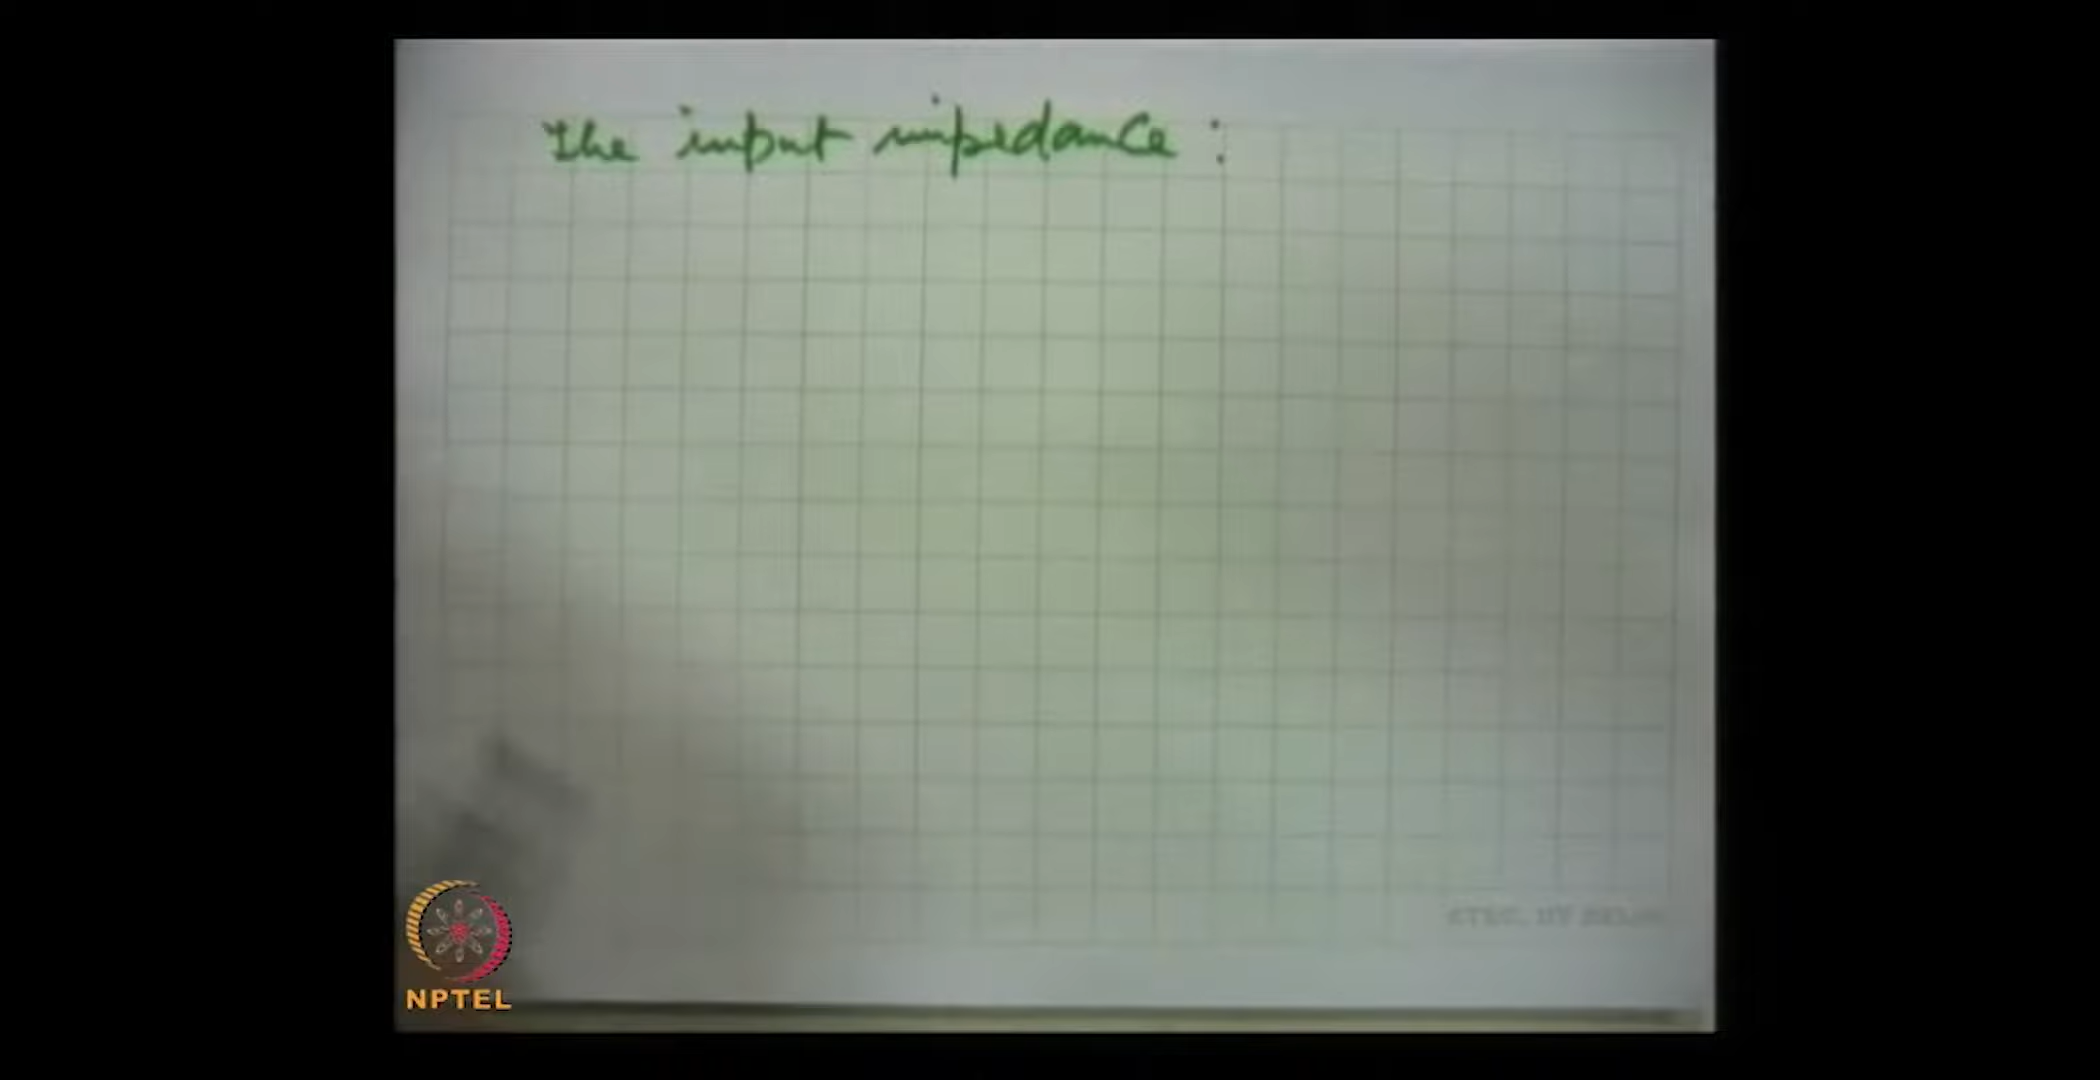 The input impedance :
NPTEL